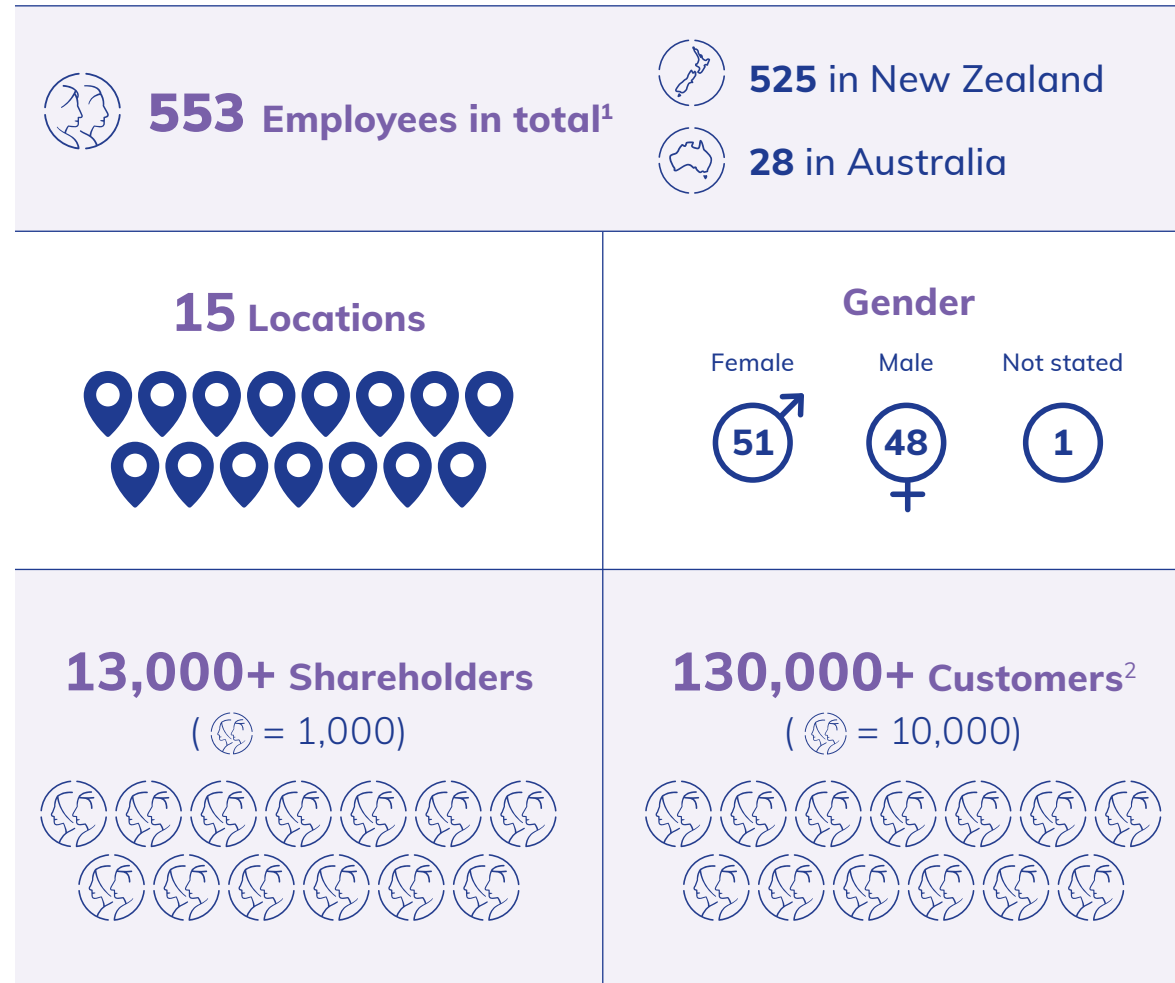 553 Employees in total¹
525 in New Zealand
28 in Australia
15 Locations
Gender
Female Male Not stated
51 48 1
13,000+ Shareholders
( = 1,000)
130,000+ Customers²
( = 10,000)